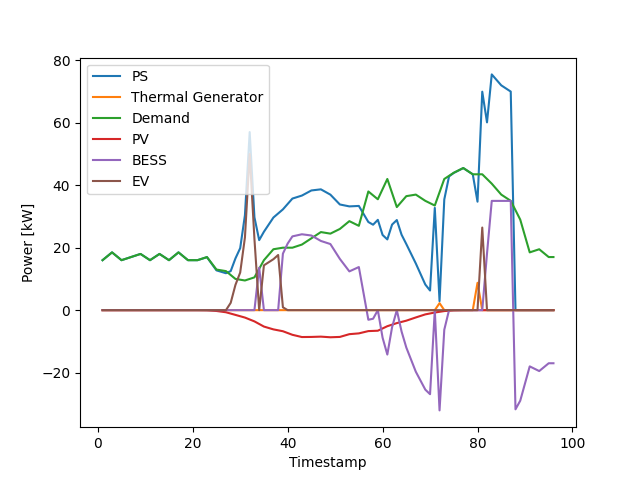 80
60
40
20
0
−20
Power [kW]
PS
Thermal Generator
Demand
PV
BESS
EV
0
20
40
60
80
100
Timestamp